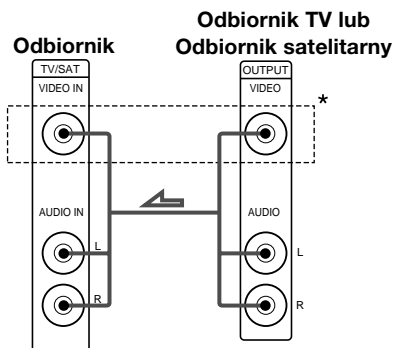 Odbiornik TV lub
Odbiornik satelitarny
Odbiornik
TV/SAT
VIDEO IN
OUTPUT
VIDEO
*
AUDIO IN
AUDIO
L
L
R
R